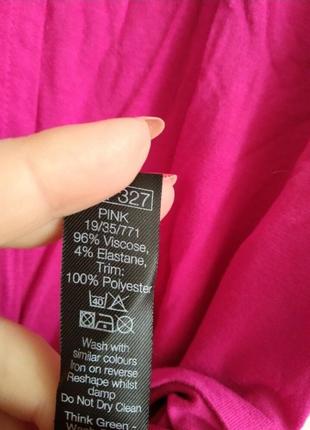 327
PINK
19/35/771
96% Viscose,
4% Elastane,
Trim:
100% Polyester
40
Wash with
similar colours
Iron on reverse
Reshape whilst
damp
Do Not Dry Clean
Think Green -